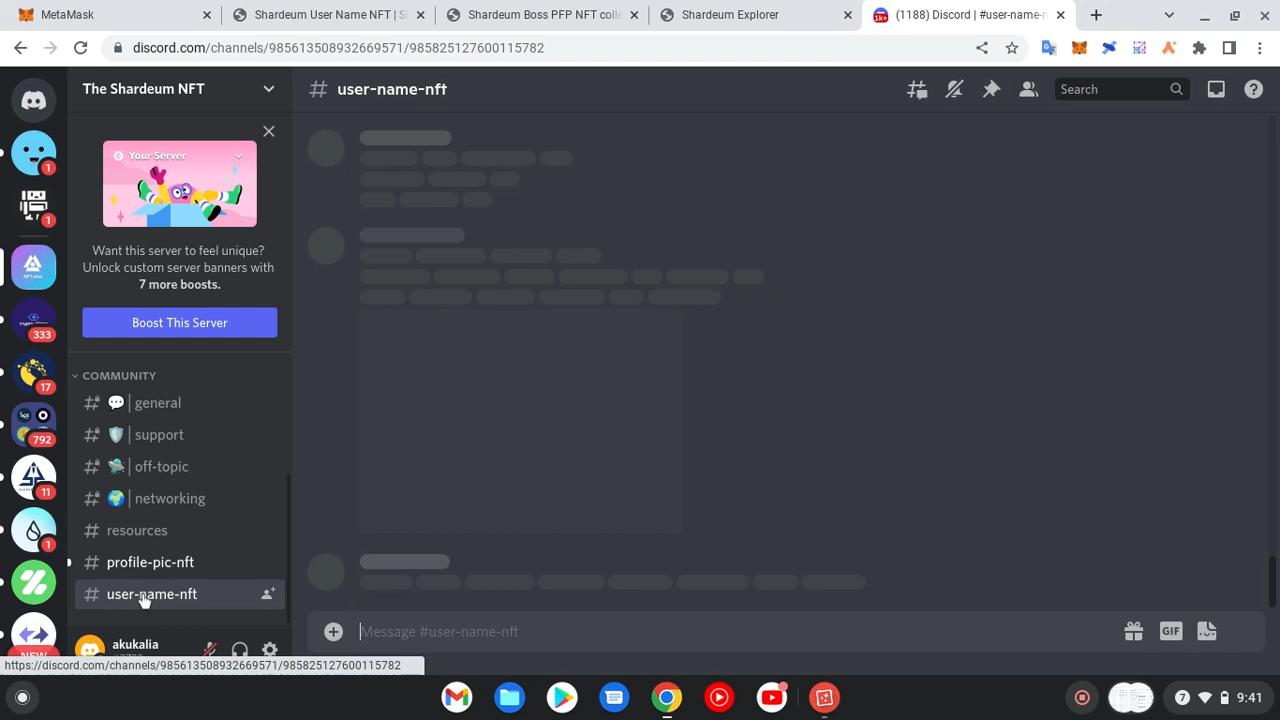 MetaMask
Shardeum User Name NFT | S
Shardeum Boss PFP NFT colle
Shardeum Explorer
(1188) Discord | #user-name-n
1k+
discord.com/channels/985613508932669571/985825127600115782
The Shardeum NFT
user-name-nft
Search
Your Server
Want this server to feel unique?
Unlock custom server banners with
7 more boosts.
Boost This Server
COMMUNITY
general
support
off-topic
networking
resources
profile-pic-nft
user-name-nft
1
1
333
17
792
11
1
NEW
Message #user-name-nft
GIF
akukalia
https://discord.com/channels/985613508932669571/985825127600115782
7
9:41